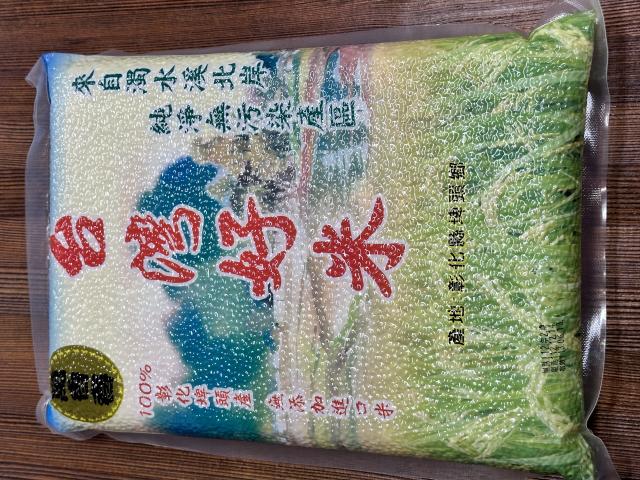 來自濁水溪北岸
純淨無汚染產區
台灣好米
100%彰化埤頭產 無添加進口米
產地 彰化縣埤頭鄉